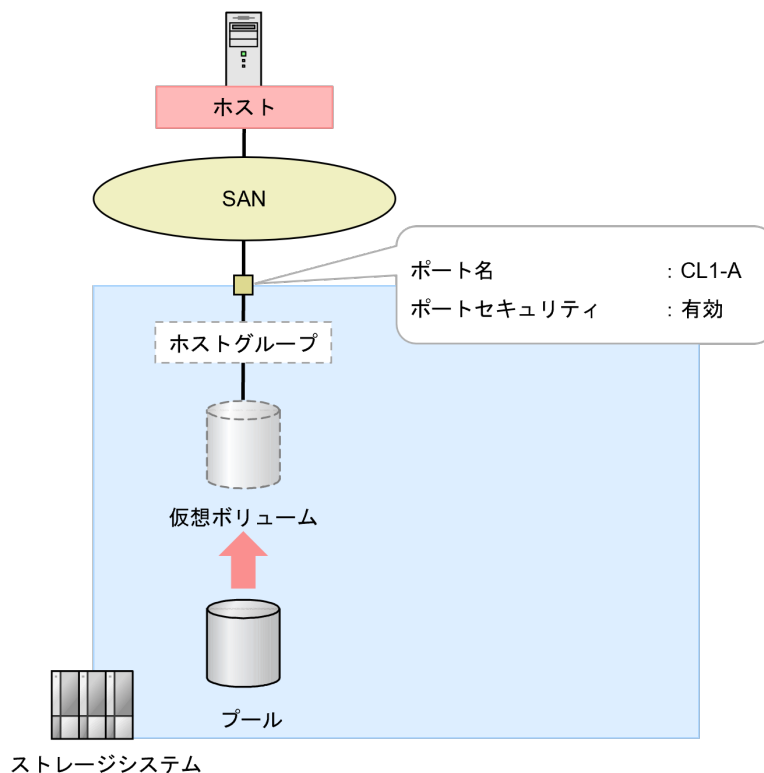 ホスト
SAN
ポート名 : CL1-A
ポートセキュリティ : 有効
ホストグループ
仮想ボリューム
プール
ストレージシステム